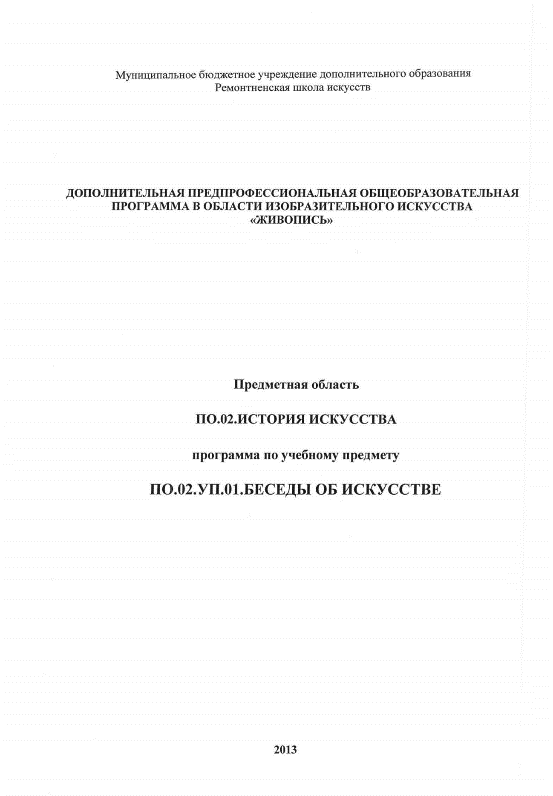 Муниципальное бюджетное учреждение дополнительного образования
Ремонтненская школа искусств
ДОПОЛНИТЕЛЬНАЯ ПРЕДПРОФЕССИОНАЛЬНАЯ ОБЩЕОБРАЗОВАТЕЛЬНАЯ
ПРОГРАММА В ОБЛАСТИ ИЗОБРАЗИТЕЛЬНОГО ИСКУССТВА
«ЖИВОПИСЬ»
Предметная область
ПО.02.ИСТОРИЯ ИСКУССТВА
программа по учебному предмету
ПО.02.УП.01.БЕСЕДЫ ОБ ИСКУССТВЕ
2013